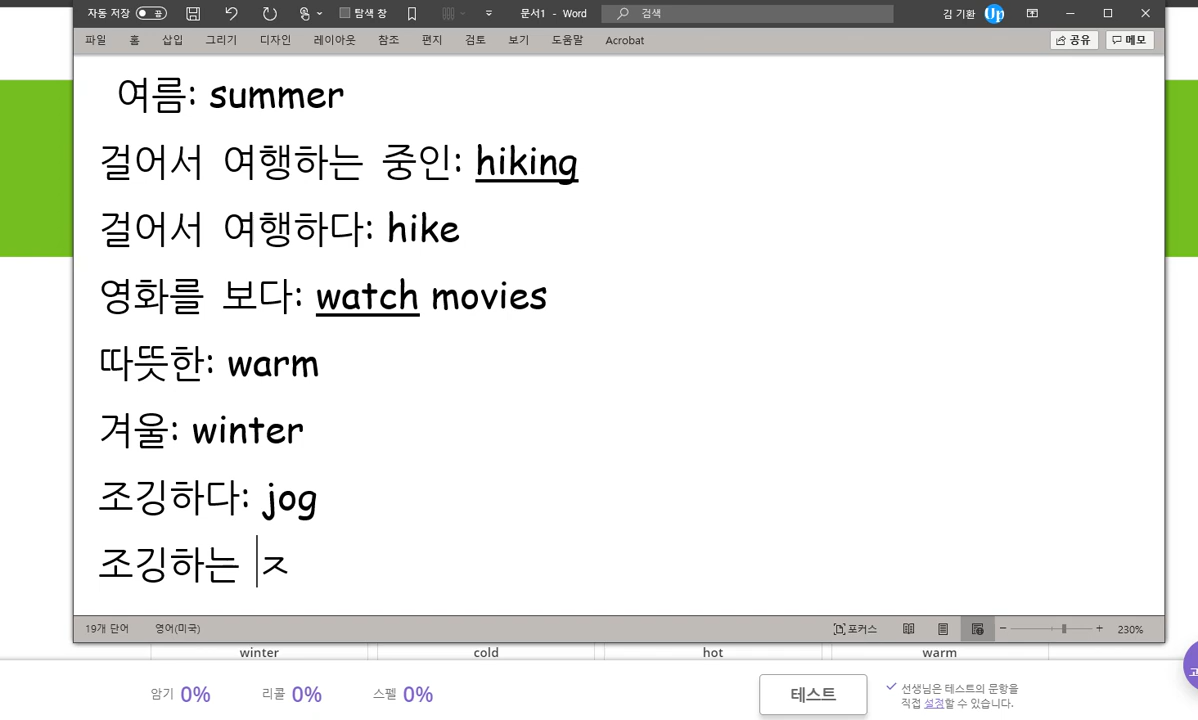 자동 저장 끔 탐색 창 문서1 - Word 검색 김 기환 Up
파일 홈 삽입 그리기 디자인 레이아웃 참조 편지 검토 보기 도움말 Acrobat 공유 메모
여름: summer
걸어서 여행하는 중인: hiking
걸어서 여행하다: hike
영화를 보다: watch movies
따뜻한: warm
겨울: winter
조깅하다: jog
조깅하는 ㅈ
19개 단어 영어(미국) 포커스 230%
winter cold hot warm
암기 0% 리콜 0% 스펠 0% 테스트 선생님은 테스트의 문항을
직접 설정할 수 있습니다.